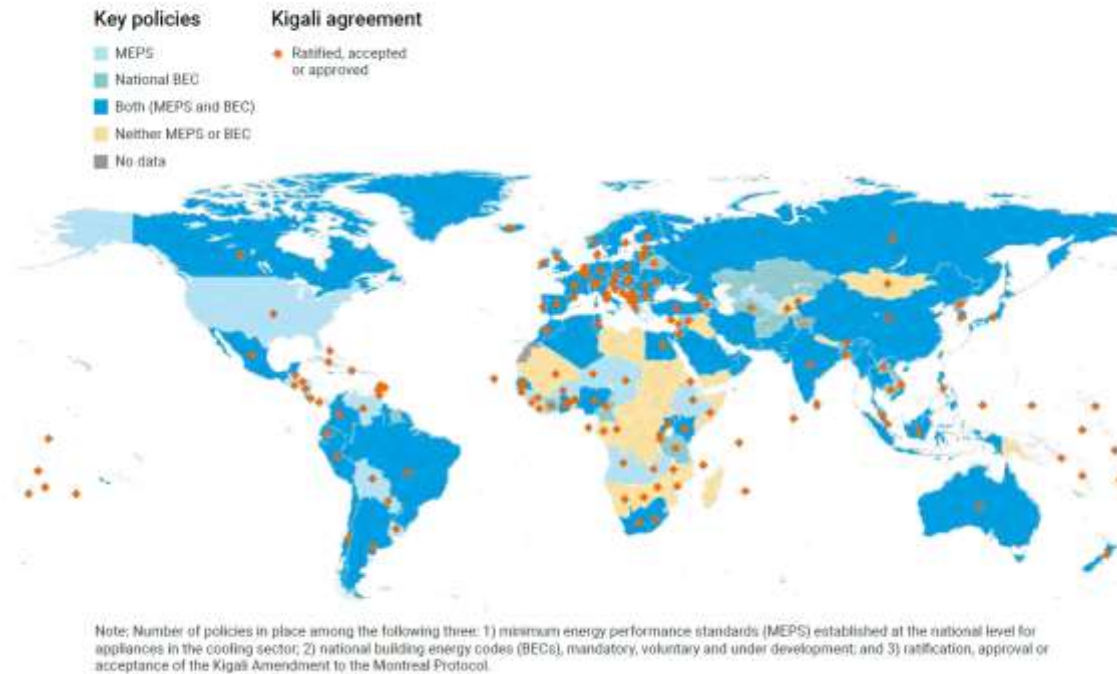 Key policies
MEPS
National BEC
Both (MEPS and BEC)
Neither MEPS or BEC
No data
Kigali agreement
Ratified, accepted
or approved
Note: Number of policies in place among the following three: 1) minimum energy performance standards (MEPS) established at the national level for
appliances in the cooling sector; 2) national building energy codes (BECs), mandatory, voluntary and under development; and 3) ratification, approval or
acceptance of the Kigali Amendment to the Montreal Protocol.